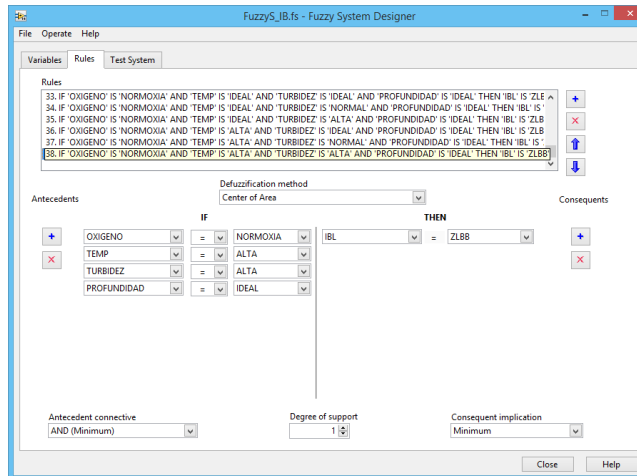 FuzzyS_IB.fs - Fuzzy System Designer
File Operate Help
Variables Rules Test System
Rules
33. IF 'OXIGENO' IS 'NORMOXIA' AND 'TEMP' IS 'IDEAL' AND 'TURBIDEZ' IS 'IDEAL' AND 'PROFUNDIDAD' IS 'IDEAL' THEN 'IBL' IS 'ZLE
34. IF 'OXIGENO' IS 'NORMOXIA' AND 'TEMP' IS 'IDEAL' AND 'TURBIDEZ' IS 'NORMAL' AND 'PROFUNDIDAD' IS 'IDEAL' THEN 'IBL' IS '
35. IF 'OXIGENO' IS 'NORMOXIA' AND 'TEMP' IS 'IDEAL' AND 'TURBIDEZ' IS 'ALTA' AND 'PROFUNDIDAD' IS 'IDEAL' THEN 'IBL' IS 'ZLB
36. IF 'OXIGENO' IS 'NORMOXIA' AND 'TEMP' IS 'ALTA' AND 'TURBIDEZ' IS 'IDEAL' AND 'PROFUNDIDAD' IS 'IDEAL' THEN 'IBL' IS 'ZLB
37. IF 'OXIGENO' IS 'NORMOXIA' AND 'TEMP' IS 'ALTA' AND 'TURBIDEZ' IS 'NORMAL' AND 'PROFUNDIDAD' IS 'IDEAL' THEN 'IBL' IS '
38. IF 'OXIGENO' IS 'NORMOXIA' AND 'TEMP' IS 'ALTA' AND 'TURBIDEZ' IS 'ALTA' AND 'PROFUNDIDAD' IS 'IDEAL' THEN 'IBL' IS 'ZLBB'
Defuzzification method
Antecedents Center of Area Consequents
IF THEN
OXIGENO = NORMOXIA IBL = ZLBB
TEMP = ALTA
TURBIDEZ = ALTA
PROFUNDIDAD = IDEAL
Antecedent connective Degree of support Consequent implication
AND (Minimum) 1 Minimum
Close Help